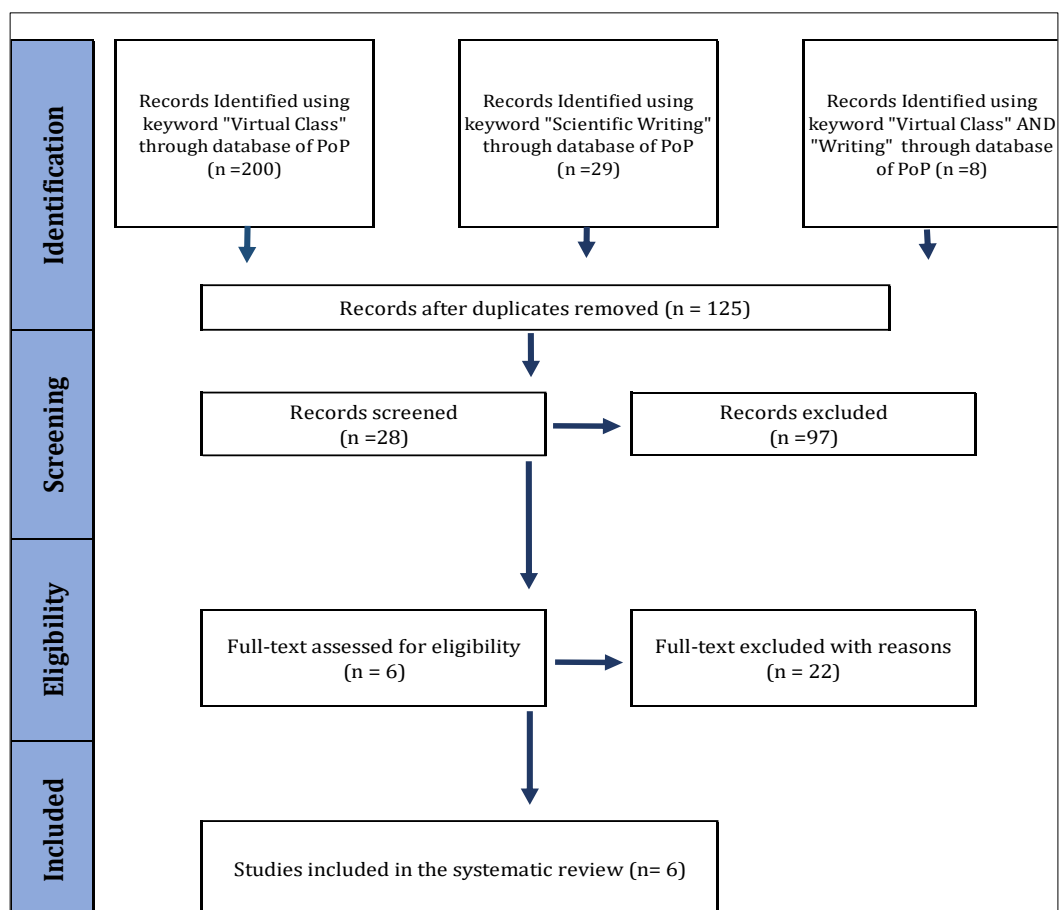 Identification
Records Identified using
keyword "Virtual Class"
through database of PoP
(n =200)
Records Identified using
keyword "Scientific Writing"
through database of PoP
(n =29)
Records Identified using
keyword "Virtual Class" AND
"Writing" through database
of PoP (n =8)
Records after duplicates removed (n = 125)
Screening
Records screened
(n =28)
Records excluded
(n =97)
Eligibility
Full-text assessed for eligibility
(n = 6)
Full-text excluded with reasons
(n = 22)
Included
Studies included in the systematic review (n= 6)